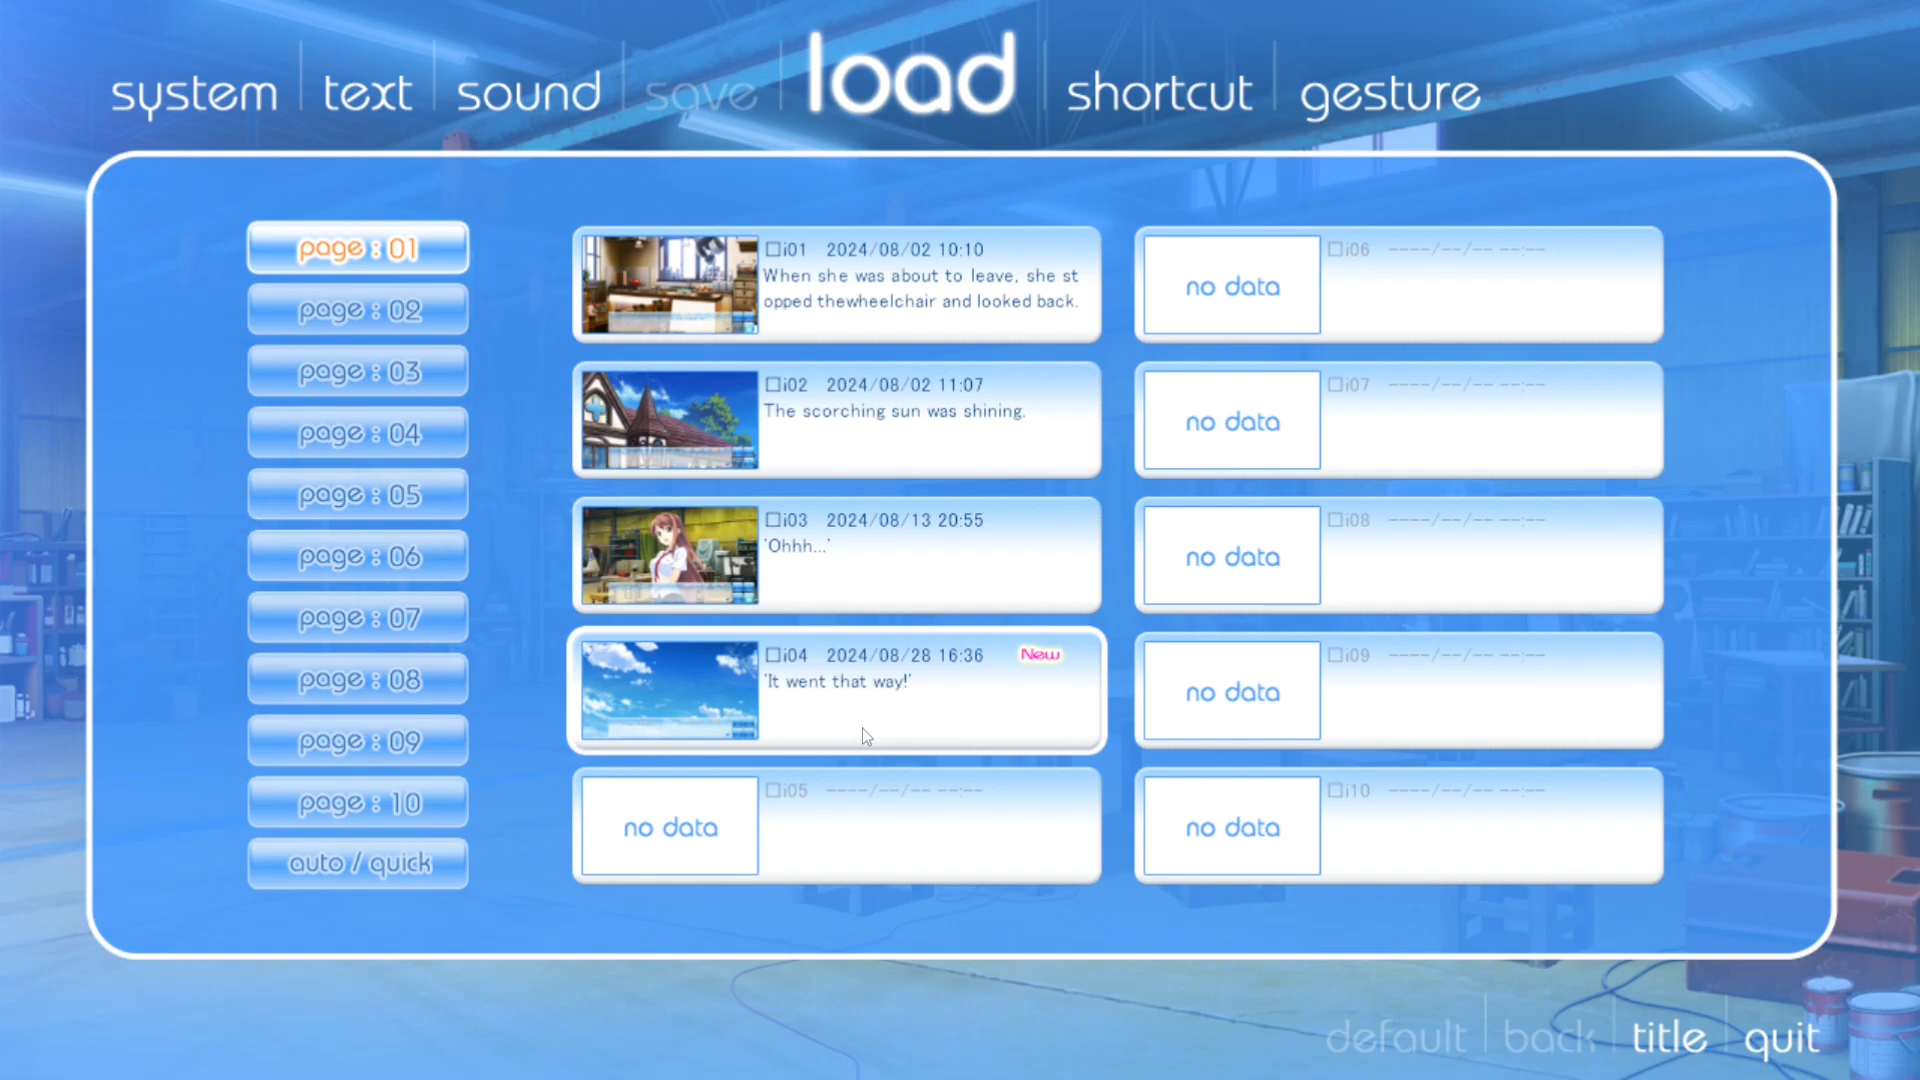 system
text
sound
save
load
shortcut
gesture
page : 01
page : 02
page : 03
page : 04
page : 05
page : 06
page : 07
page : 08
page : 09
page : 10
auto / quick
□i01 2024/08/02 10:10
When she was about to leave, she st
opped thewheelchair and looked back.
□i02 2024/08/02 11:07
The scorching sun was shining.
□i03 2024/08/13 20:55
'Ohhh...'
□i04 2024/08/28 16:36 New
'It went that way!'
□i05 ----/--/-- --:--
no data
□i06 ----/--/-- --:--
no data
□i07 ----/--/-- --:--
no data
□i08 ----/--/-- --:--
no data
□i09 ----/--/-- --:--
no data
□i10 ----/--/-- --:--
no data
default
back
title
quit